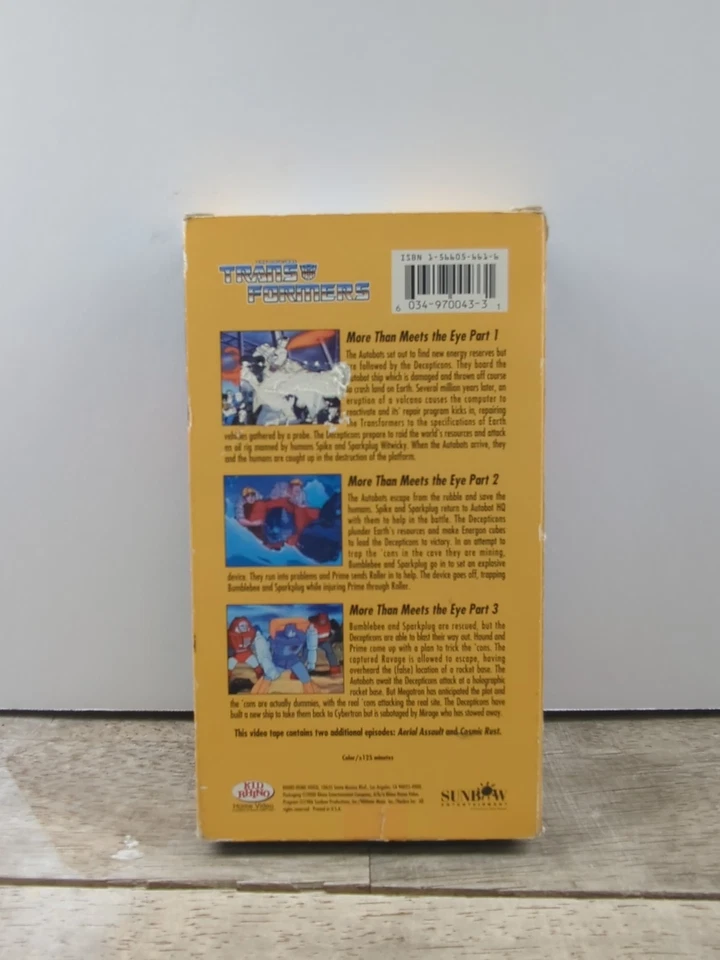 THE TRANSFORMERS
ISBN 1-56605-661-6
6 034-970043-3 1
More Than Meets the Eye Part 1
The Autobots set out to find new energy reserves but
are followed by the Decepticons. They board the
Autobot ship which is damaged and thrown off course
to crash land on Earth. Several million years later, an
eruption of a volcano causes the computer to
reactivate and its' repair program kicks in, repairing
the Transformers to the specifications of Earth
vehicles gathered by a probe. The Decepticons prepare to raid the world's resources and attack
an oil rig manned by humans Spike and Sparkplug Witwicky. When the Autobots arrive, they
and the humans are caught up in the destruction of the platform.
More Than Meets the Eye Part 2
The Autobots escape from the rubble and save the
humans. Spike and Sparkplug return to Autobot HQ
with them to help in the battle. The Decepticons
plunder Earth's resources and make Energon cubes
to lead the Decepticons to victory. In an attempt to
trap the 'cons in the cave they are mining,
Bumblebee and Sparkplug go in to set an explosive
device. They run into problems and Prime sends Roller in to help. The device goes off, trapping
Bumblebee and Sparkplug while injuring Prime through Roller.
More Than Meets the Eye Part 3
Bumblebee and Sparkplug are rescued, but the
Decepticons are able to blast their way out. Hound and
Prime come up with a plan to trick the 'cons. The
captured Ravage is allowed to escape, having
overheard the (false) location of a rocket base. The
Autobots await the Decepticons attack at a holographic
rocket base. But Megatron has anticipated the plot and
the 'cons are actually dummies, with the real 'cons attacking the real site. The Decepticons have
built a new ship to take them back to Cybertron but is sabotaged by Mirage who has stowed away.
This video tape contains two additional episodes: Aerial Assault and Cosmic Rust.
Color/±125 minutes
KID RHINO
Home Video
rights reserved. Printed in U.S.A.
SUNBOW
ENTERTAINMENT